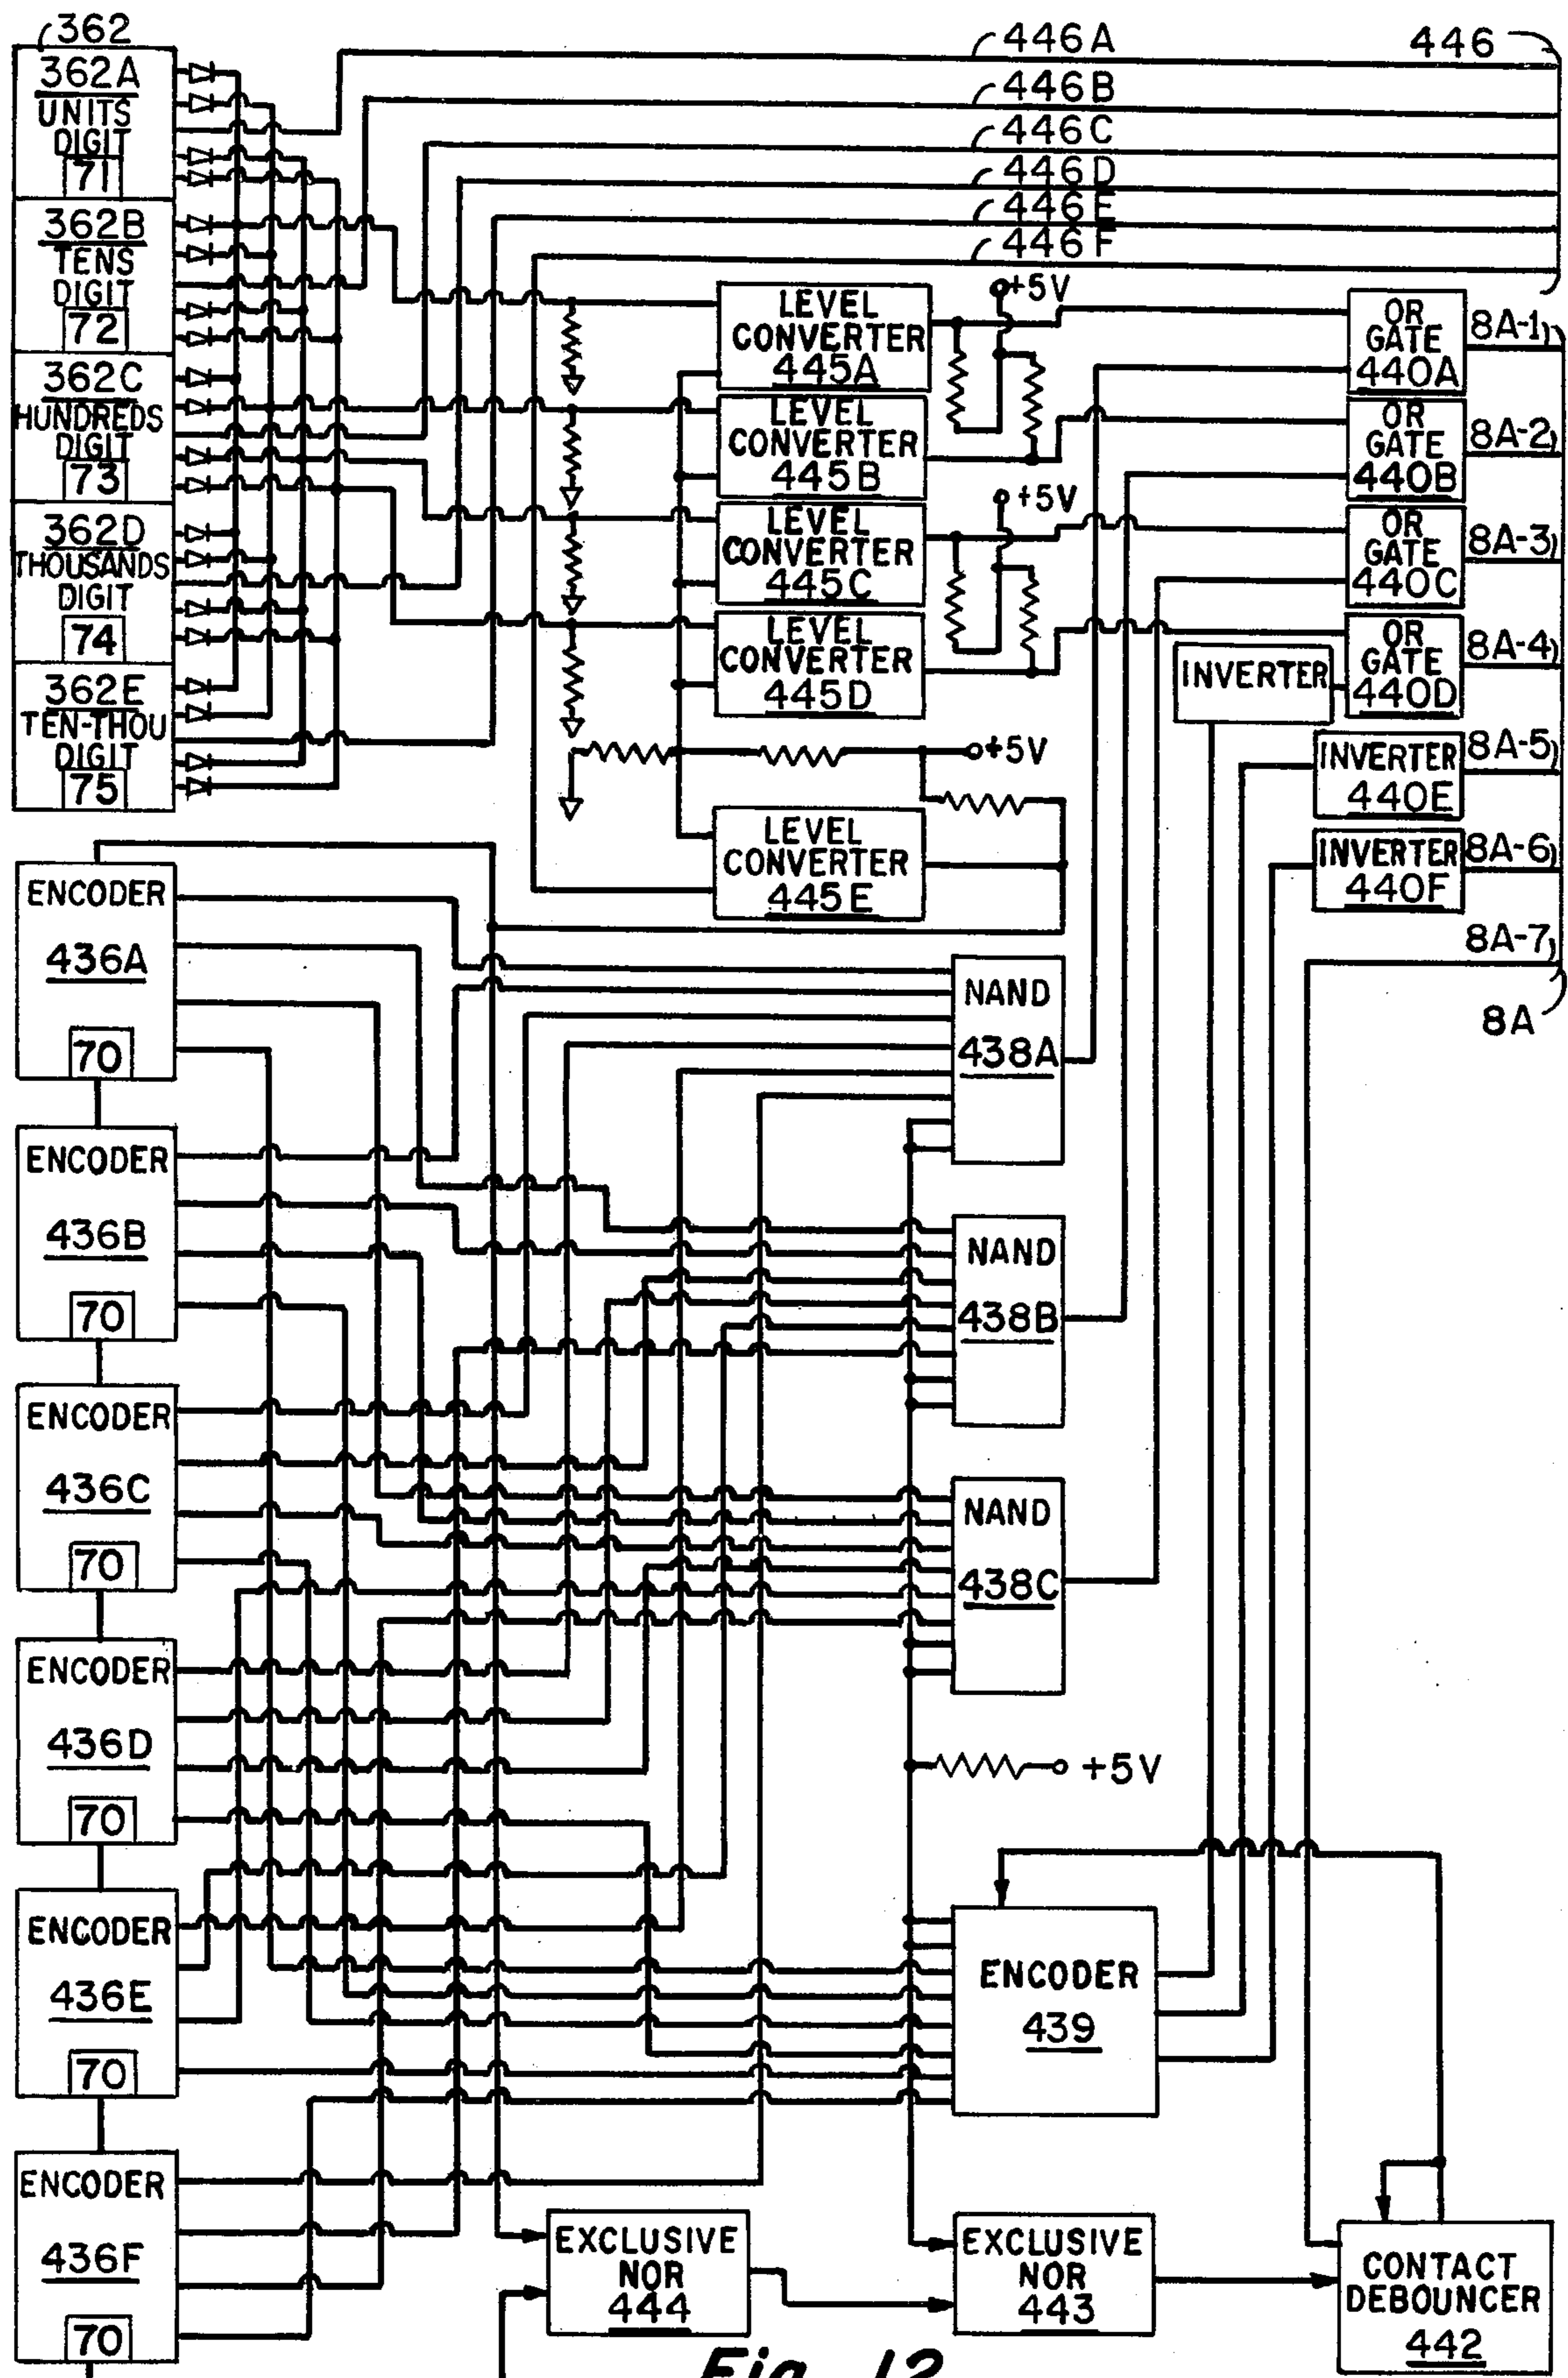 362
362A
UNITS
DIGIT
71
362B
TENS
DIGIT
72
362C
HUNDREDS
DIGIT
73
362D
THOUSANDS
DIGIT
74
362E
TEN-THOU
DIGIT
75
446A
446
446B
446C
446D
446E
446F
LEVEL
CONVERTER
445A
LEVEL
CONVERTER
445B
LEVEL
CONVERTER
445C
LEVEL
CONVERTER
445D
LEVEL
CONVERTER
445E
+5V
+5V
+5V
OR
GATE
440A
OR
GATE
440B
OR
GATE
440C
OR
GATE
440D
INVERTER
INVERTER
440E
INVERTER
440F
8A-1
8A-2
8A-3
8A-4
8A-5
8A-6
8A-7
8A
ENCODER
436A
70
ENCODER
436B
70
ENCODER
436C
70
ENCODER
436D
70
ENCODER
436E
70
ENCODER
436F
70
NAND
438A
NAND
438B
NAND
438C
+5V
ENCODER
439
EXCLUSIVE
NOR
444
EXCLUSIVE
NOR
443
CONTACT
DEBOUNCER
442
Fig. 12